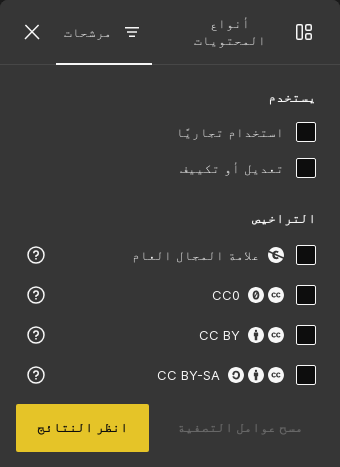 أنواع
المحتويات
مرشحات
يستخدم
استخدام تجاريًا
تعديل أو تكييف
التراخيص
علامة المجال العام
CC0
CC BY
CC BY-SA
مسح عوامل التصفية
انظر النتائج